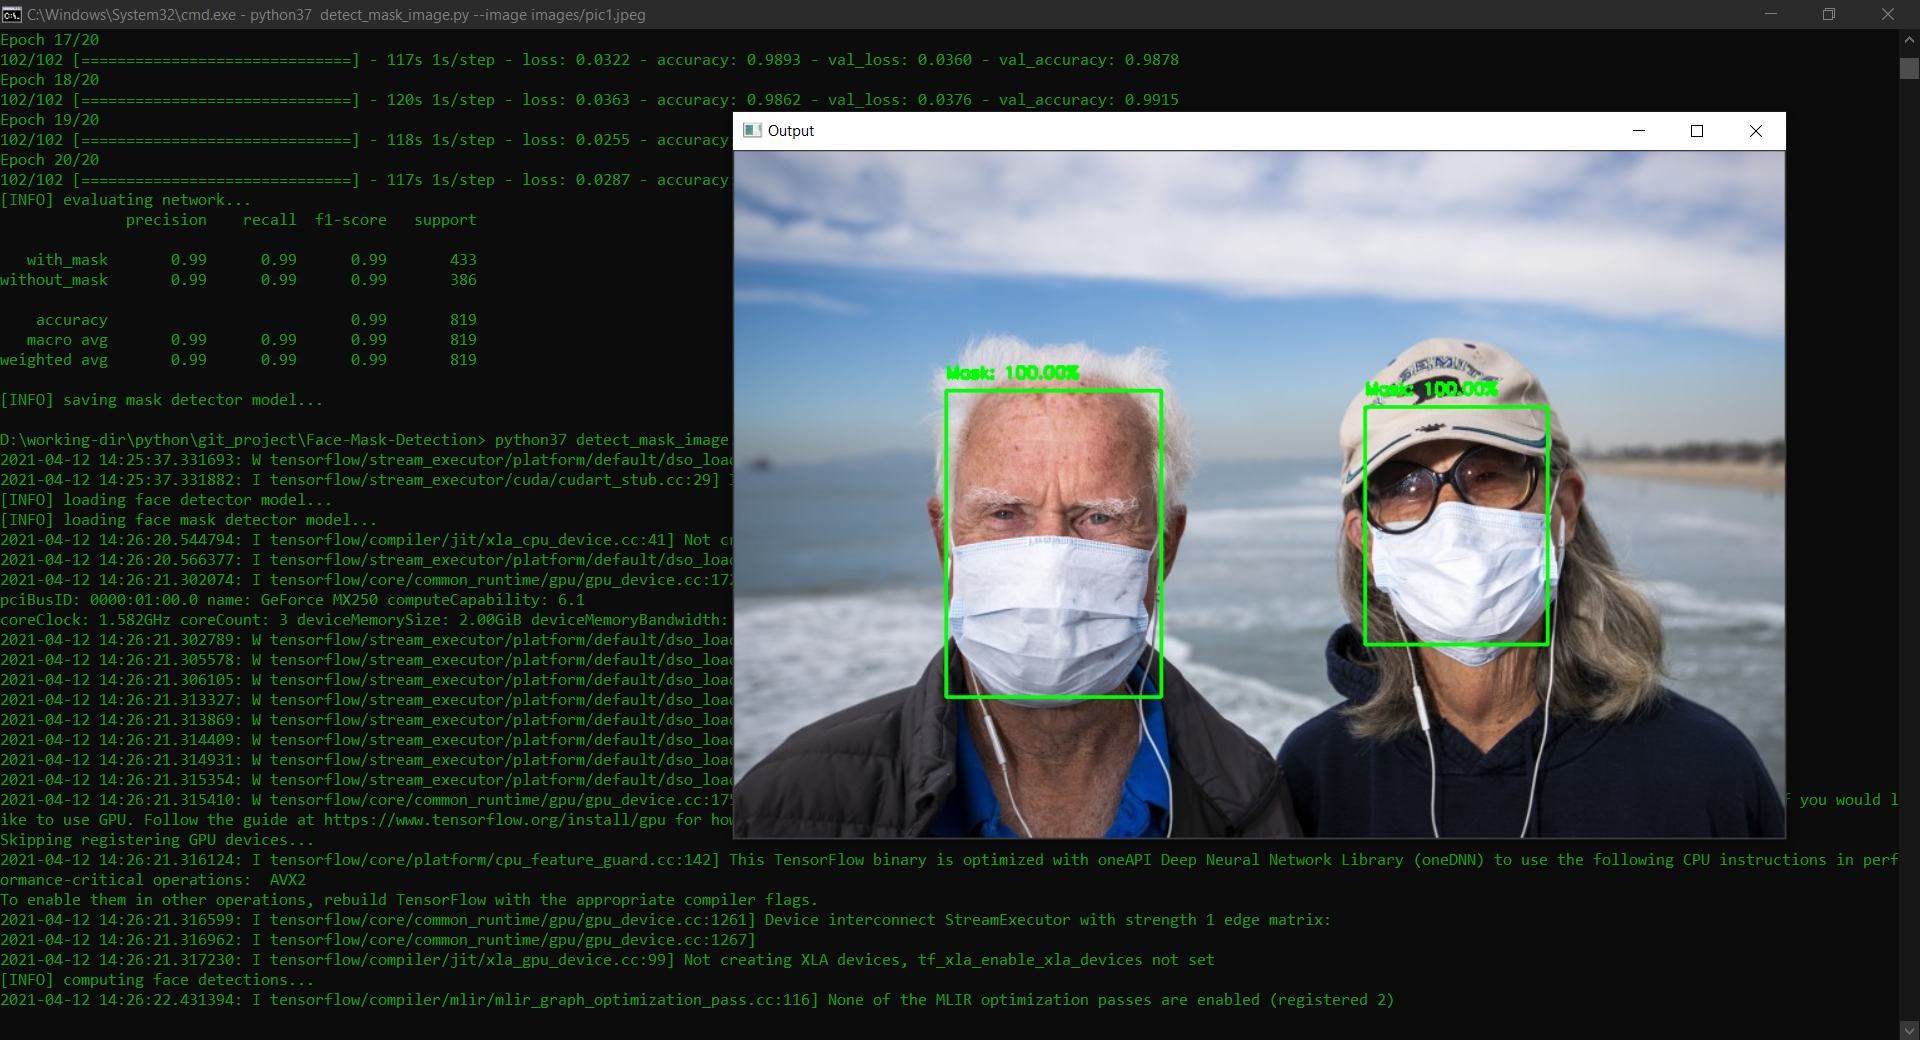 C:\Windows\System32\cmd.exe - python37  detect_mask_image.py --image images/pic1.jpeg
Epoch 17/20
102/102 [==============================] - 117s 1s/step - loss: 0.0322 - accuracy: 0.9893 - val_loss: 0.0360 - val_accuracy: 0.9878
Epoch 18/20
102/102 [==============================] - 120s 1s/step - loss: 0.0363 - accuracy: 0.9862 - val_loss: 0.0376 - val_accuracy: 0.9915
Epoch 19/20
102/102 [==============================] - 118s 1s/step - loss: 0.0255 - accuracy
Epoch 20/20
102/102 [==============================] - 117s 1s/step - loss: 0.0287 - accuracy
[INFO] evaluating network...
precision    recall  f1-score   support
with_mask       0.99      0.99      0.99       433
without_mask       0.99      0.99      0.99       386
accuracy                           0.99       819
macro avg       0.99      0.99      0.99       819
weighted avg       0.99      0.99      0.99       819
[INFO] saving mask detector model...
D:\working-dir\python\git_project\Face-Mask-Detection> python37 detect_mask_image
2021-04-12 14:25:37.331693: W tensorflow/stream_executor/platform/default/dso_loa
2021-04-12 14:25:37.331882: I tensorflow/stream_executor/cuda/cudart_stub.cc:29] I
[INFO] loading face detector model...
[INFO] loading face mask detector model...
2021-04-12 14:26:20.544794: I tensorflow/compiler/jit/xla_cpu_device.cc:41] Not cr
2021-04-12 14:26:20.566377: I tensorflow/stream_executor/platform/default/dso_loa
2021-04-12 14:26:21.302074: I tensorflow/core/common_runtime/gpu/gpu_device.cc:172
pciBusID: 0000:01:00.0 name: GeForce MX250 computeCapability: 6.1
coreClock: 1.582GHz coreCount: 3 deviceMemorySize: 2.00GiB deviceMemoryBandwidth:
2021-04-12 14:26:21.302789: W tensorflow/stream_executor/platform/default/dso_loa
2021-04-12 14:26:21.305578: W tensorflow/stream_executor/platform/default/dso_loa
2021-04-12 14:26:21.306105: W tensorflow/stream_executor/platform/default/dso_loa
2021-04-12 14:26:21.313327: W tensorflow/stream_executor/platform/default/dso_loa
2021-04-12 14:26:21.313869: W tensorflow/stream_executor/platform/default/dso_loa
2021-04-12 14:26:21.314409: W tensorflow/stream_executor/platform/default/dso_loa
2021-04-12 14:26:21.314931: W tensorflow/stream_executor/platform/default/dso_loa
2021-04-12 14:26:21.315354: W tensorflow/stream_executor/platform/default/dso_loa
2021-04-12 14:26:21.315410: W tensorflow/core/common_runtime/gpu/gpu_device.cc:175 f you would l
ike to use GPU. Follow the guide at https://www.tensorflow.org/install/gpu for how
Skipping registering GPU devices...
2021-04-12 14:26:21.316124: I tensorflow/core/platform/cpu_feature_guard.cc:142] This TensorFlow binary is optimized with oneAPI Deep Neural Network Library (oneDNN) to use the following CPU instructions in perf
ormance-critical operations:  AVX2
To enable them in other operations, rebuild TensorFlow with the appropriate compiler flags.
2021-04-12 14:26:21.316599: I tensorflow/core/common_runtime/gpu/gpu_device.cc:1261] Device interconnect StreamExecutor with strength 1 edge matrix:
2021-04-12 14:26:21.316962: I tensorflow/core/common_runtime/gpu/gpu_device.cc:1267]
2021-04-12 14:26:21.317230: I tensorflow/compiler/jit/xla_gpu_device.cc:99] Not creating XLA devices, tf_xla_enable_xla_devices not set
[INFO] computing face detections...
2021-04-12 14:26:22.431394: I tensorflow/compiler/mlir/mlir_graph_optimization_pass.cc:116] None of the MLIR optimization passes are enabled (registered 2)
Output
Mask: 100.00%
Mask: 100.00%